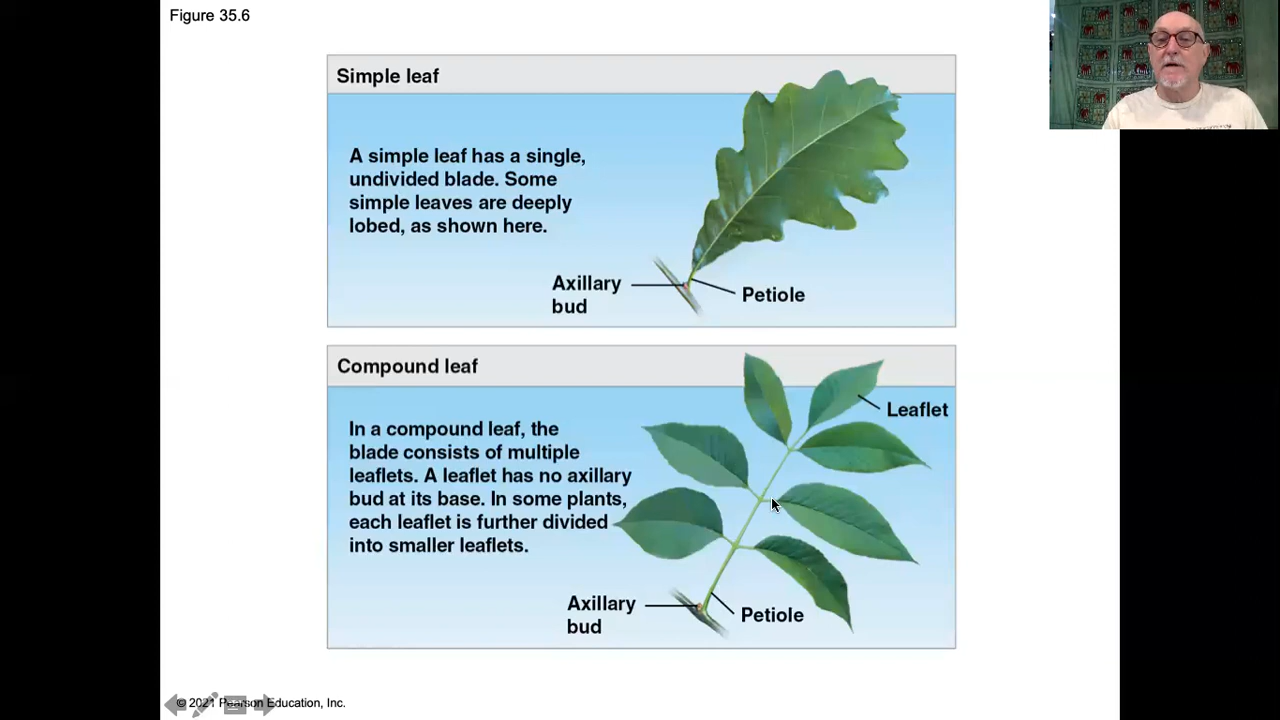 Figure 35.6
Simple leaf
A simple leaf has a single,
undivided blade. Some
simple leaves are deeply
lobed, as shown here.
Axillary
bud
Petiole
Compound leaf
Leaflet
In a compound leaf, the
blade consists of multiple
leaflets. A leaflet has no axillary
bud at its base. In some plants,
each leaflet is further divided
into smaller leaflets.
Axillary
bud
Petiole
© 2021 Pearson Education, Inc.